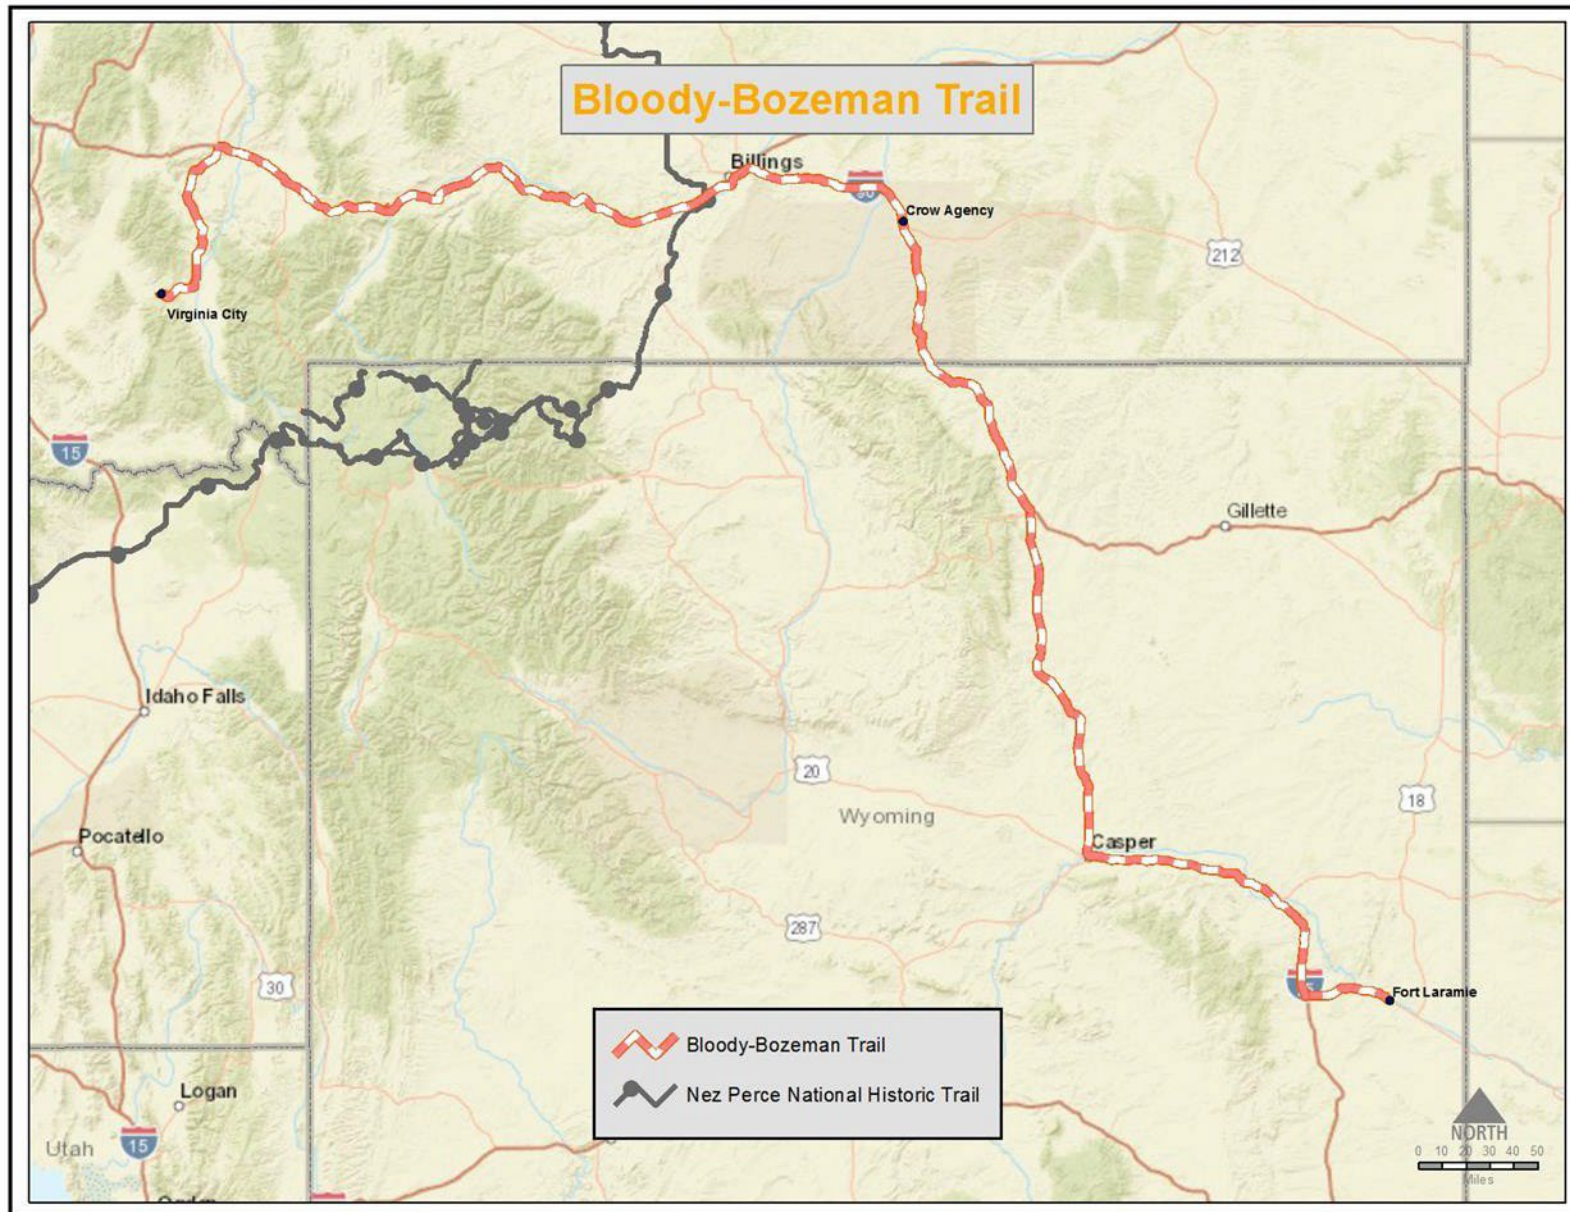 Bloody-Bozeman Trail
Billings
90
Crow Agency
212
Virginia City
15
Gillette
Idaho Falls
20
18
Wyoming
Pocatello
Casper
287
30
Fort Laramie
Bloody-Bozeman Trail
Nez Perce National Historic Trail
Logan
Utah
15
NORTH
0 10 20 30 40 50
Miles